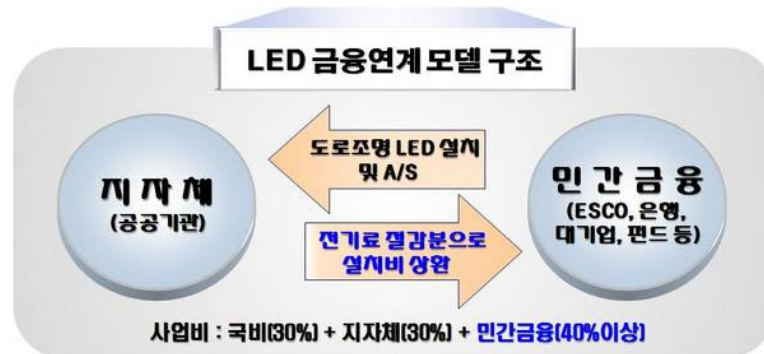 LED 금융연계 모델 구조
도로조명 LED 설치
및 A/S
지 자 체
(공공기관)
민 간 금 융
(ESCO, 은행,
대기업, 펀드 등)
전기료 절감분으로
설치비 상환
사업비 : 국비(30%) + 지자체(30%) + 민간금융(40%이상)